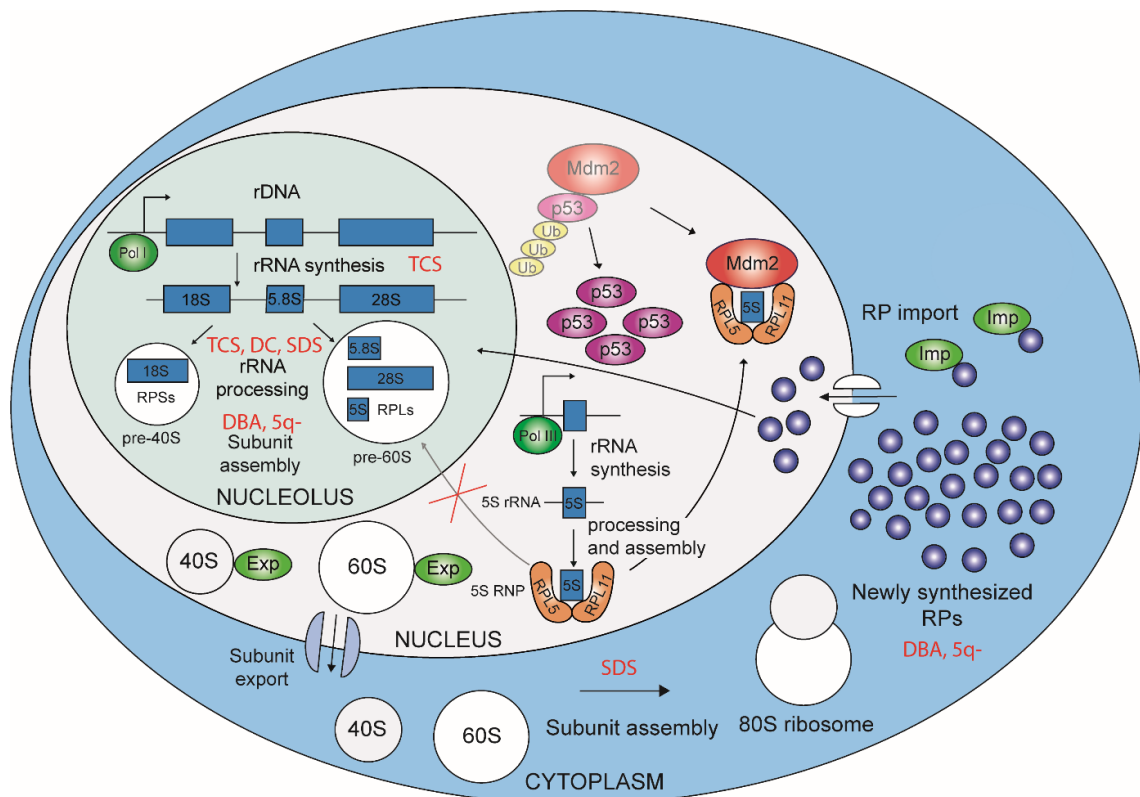 rDNA
Pol I
rRNA synthesis
TCS
18S
5.8S
28S
TCS, DC, SDS
rRNA
processing
18S
RPSs
pre-40S
5.8S
28S
5S
RPLs
pre-60S
DBA, 5q-
Subunit
assembly
NUCLEOLUS
Mdm2
p53
Ub
Ub
Ub
p53
p53
p53
p53
p53
Mdm2
RPL5
5S
RPL11
Pol III
rRNA
synthesis
5S rRNA
5S
processing
and assembly
5S RNP
RPL5
5S
RPL11
40S
Exp
60S
Exp
NUCLEUS
Subunit
export
RP import
Imp
Imp
Newly synthesized
RPs
DBA, 5q-
40S
60S
SDS
Subunit assembly
80S ribosome
CYTOPLASM